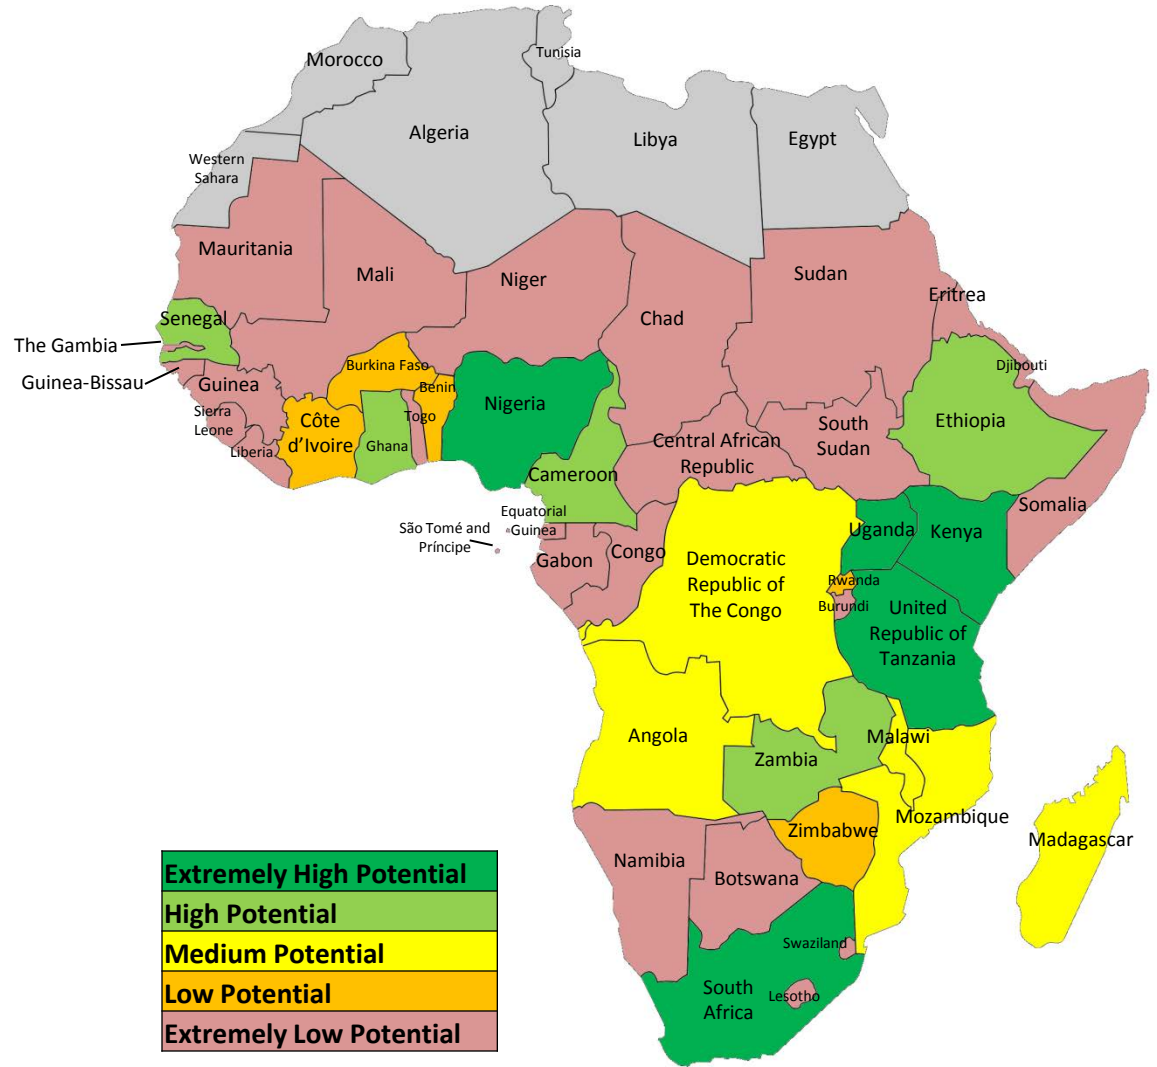 Morocco
Tunisia
Algeria
Libya
Egypt
Western
Sahara
Mauritania
Mali
Niger
Chad
Sudan
Eritrea
Senegal
The Gambia
Guinea-Bissau
Guinea
Sierra
Leone
Liberia
Côte
d’Ivoire
Burkina Faso
Ghana
Togo
Benin
Nigeria
Cameroon
Central African
Republic
South
Sudan
Ethiopia
Djibouti
Somalia
Equatorial
Guinea
São Tomé and
Príncipe
Gabon
Congo
Democratic
Republic of
The Congo
Uganda
Kenya
Rwanda
Burundi
United
Republic of
Tanzania
Angola
Zambia
Malawi
Mozambique
Zimbabwe
Madagascar
Namibia
Botswana
Swaziland
South
Africa
Lesotho
Extremely High Potential
High Potential
Medium Potential
Low Potential
Extremely Low Potential